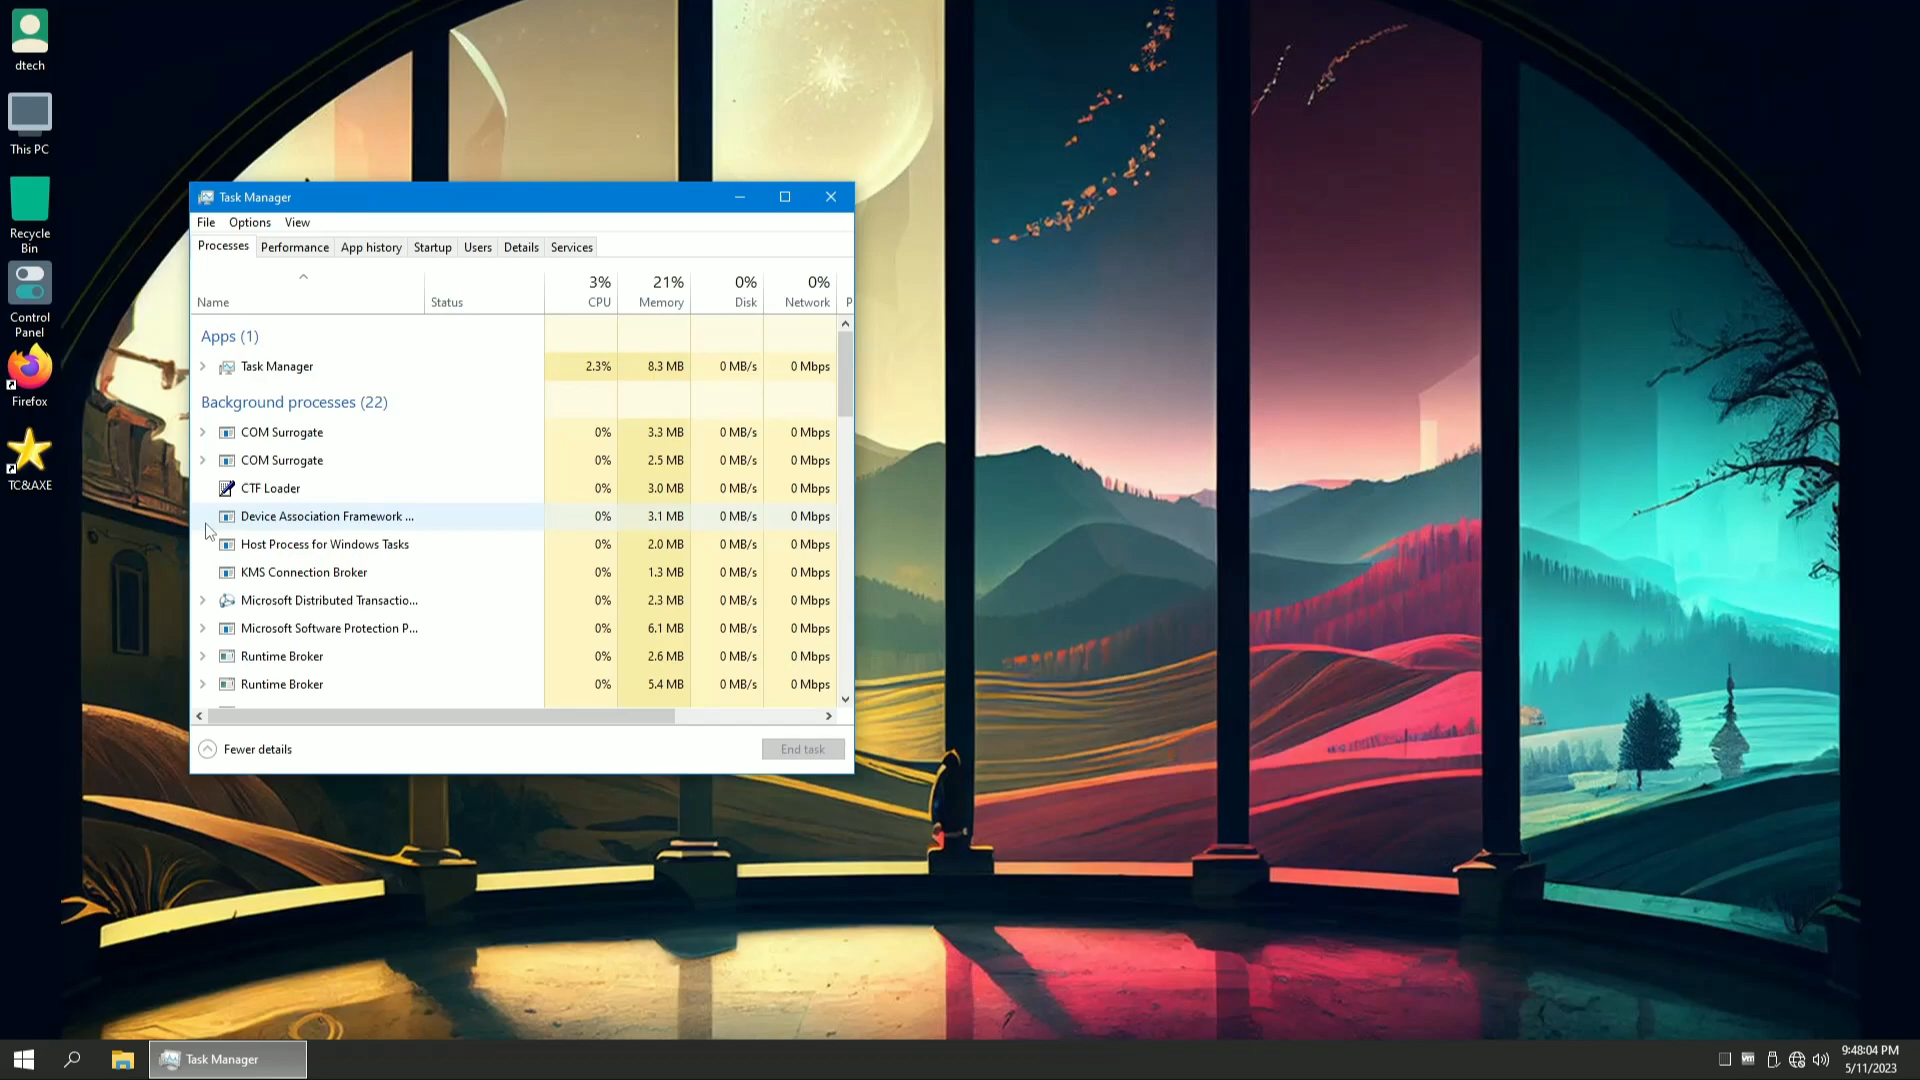 dtech
This PC
Recycle
Bin
Control
Panel
Firefox
TC&AXE
Task Manager
File Options View
Processes Performance App history Startup Users Details Services
3% 21% 0% 0%
Name Status CPU Memory Disk Network P
Apps (1)
Task Manager 2.3% 8.3 MB 0 MB/s 0 Mbps
Background processes (22)
COM Surrogate 0% 3.3 MB 0 MB/s 0 Mbps
COM Surrogate 0% 2.5 MB 0 MB/s 0 Mbps
CTF Loader 0% 3.0 MB 0 MB/s 0 Mbps
Device Association Framework ... 0% 3.1 MB 0 MB/s 0 Mbps
Host Process for Windows Tasks 0% 2.0 MB 0 MB/s 0 Mbps
KMS Connection Broker 0% 1.3 MB 0 MB/s 0 Mbps
Microsoft Distributed Transactio... 0% 2.3 MB 0 MB/s 0 Mbps
Microsoft Software Protection P... 0% 6.1 MB 0 MB/s 0 Mbps
Runtime Broker 0% 2.6 MB 0 MB/s 0 Mbps
Runtime Broker 0% 5.4 MB 0 MB/s 0 Mbps
Fewer details End task
Task Manager
vm
9:48:04 PM
5/11/2023